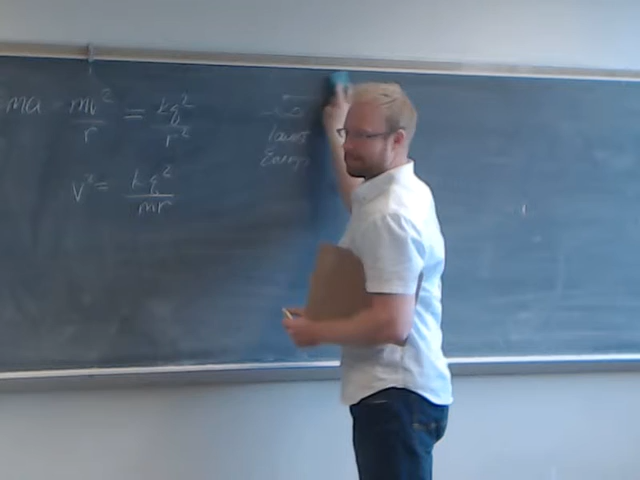 ma = mv² / r = kq² / r²
v² = kq² / mr
lowest
Energy